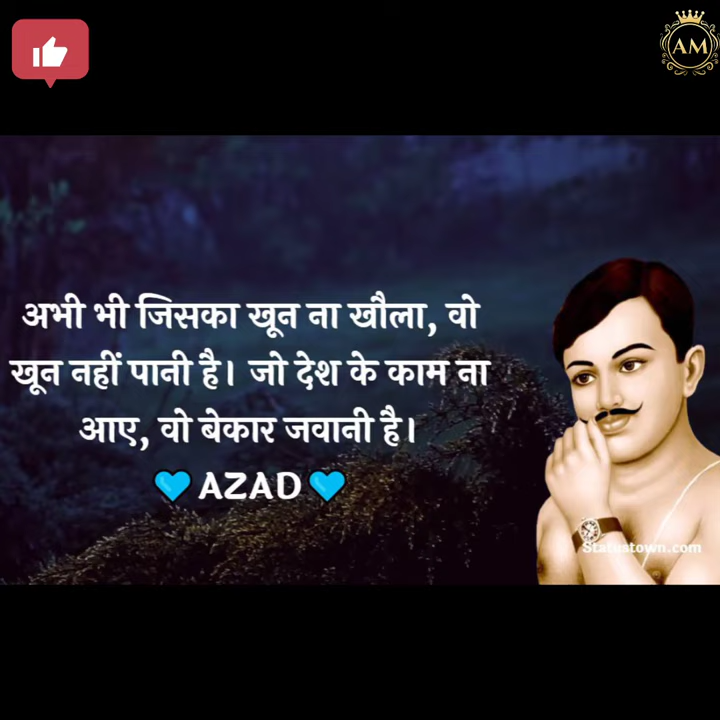 AM
अभी भी जिसका खून ना खौला, वो
खून नहीं पानी है। जो देश के काम ना
आए, वो बेकार जवानी है।
💙 AZAD 💙
Statustown.com